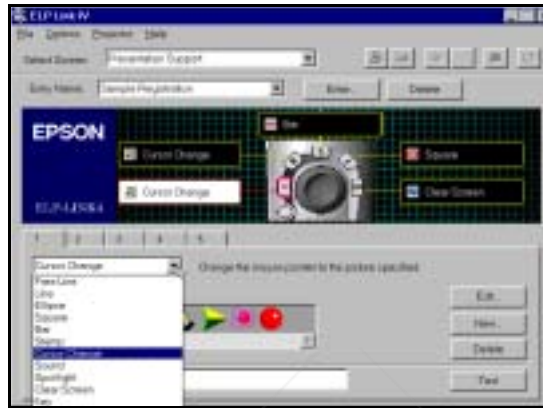 ELP Link IV
File Options Projector Help
Select Screen: Presentation Support
Entry Name: Sample Registration Enter... Delete
EPSON
Bar
Cursor Change
Square
Cursor Change
Clear Screen
ELP-LINK4
1 2 3 4 5
Cursor Change
Change the mouse pointer to the picture specified.
Free Line
Line
Ellipse
Square
Bar
Stamp
Cursor Change
Sound
Spotlight
Clear Screen
Edit...
New...
Delete
Test